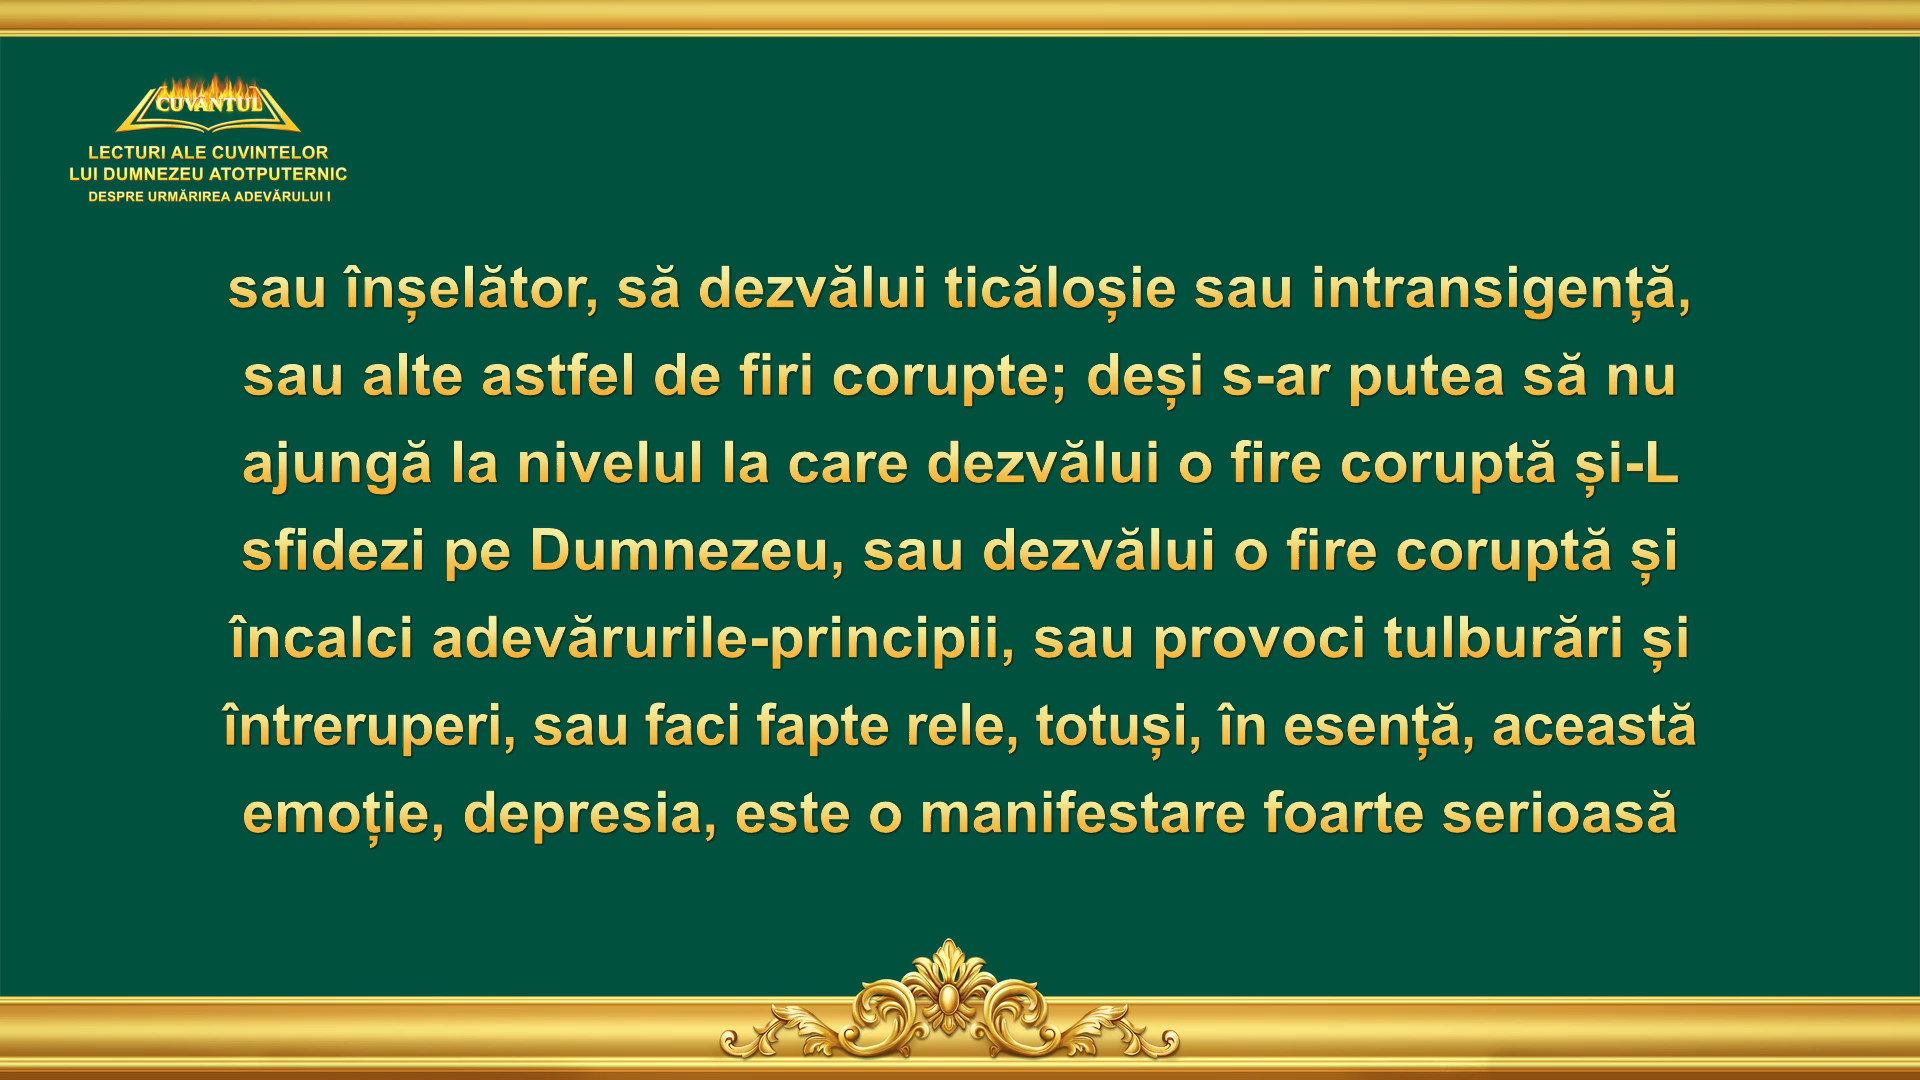 CUVÂNTUL
LECTURI ALE CUVINTELOR
LUI DUMNEZEU ATOTPUTERNIC
DESPRE URMĂRIREA ADEVĂRULUI I
sau înșelător, să dezvălui ticăloșie sau intransigență,
sau alte astfel de firi corupte; deși s-ar putea să nu
ajungă la nivelul la care dezvălui o fire coruptă și-L
sfidezi pe Dumnezeu, sau dezvălui o fire coruptă și
încalci adevărurile-principii, sau provoci tulburări și
întreruperi, sau faci fapte rele, totuși, în esență, această
emoție, depresia, este o manifestare foarte serioasă